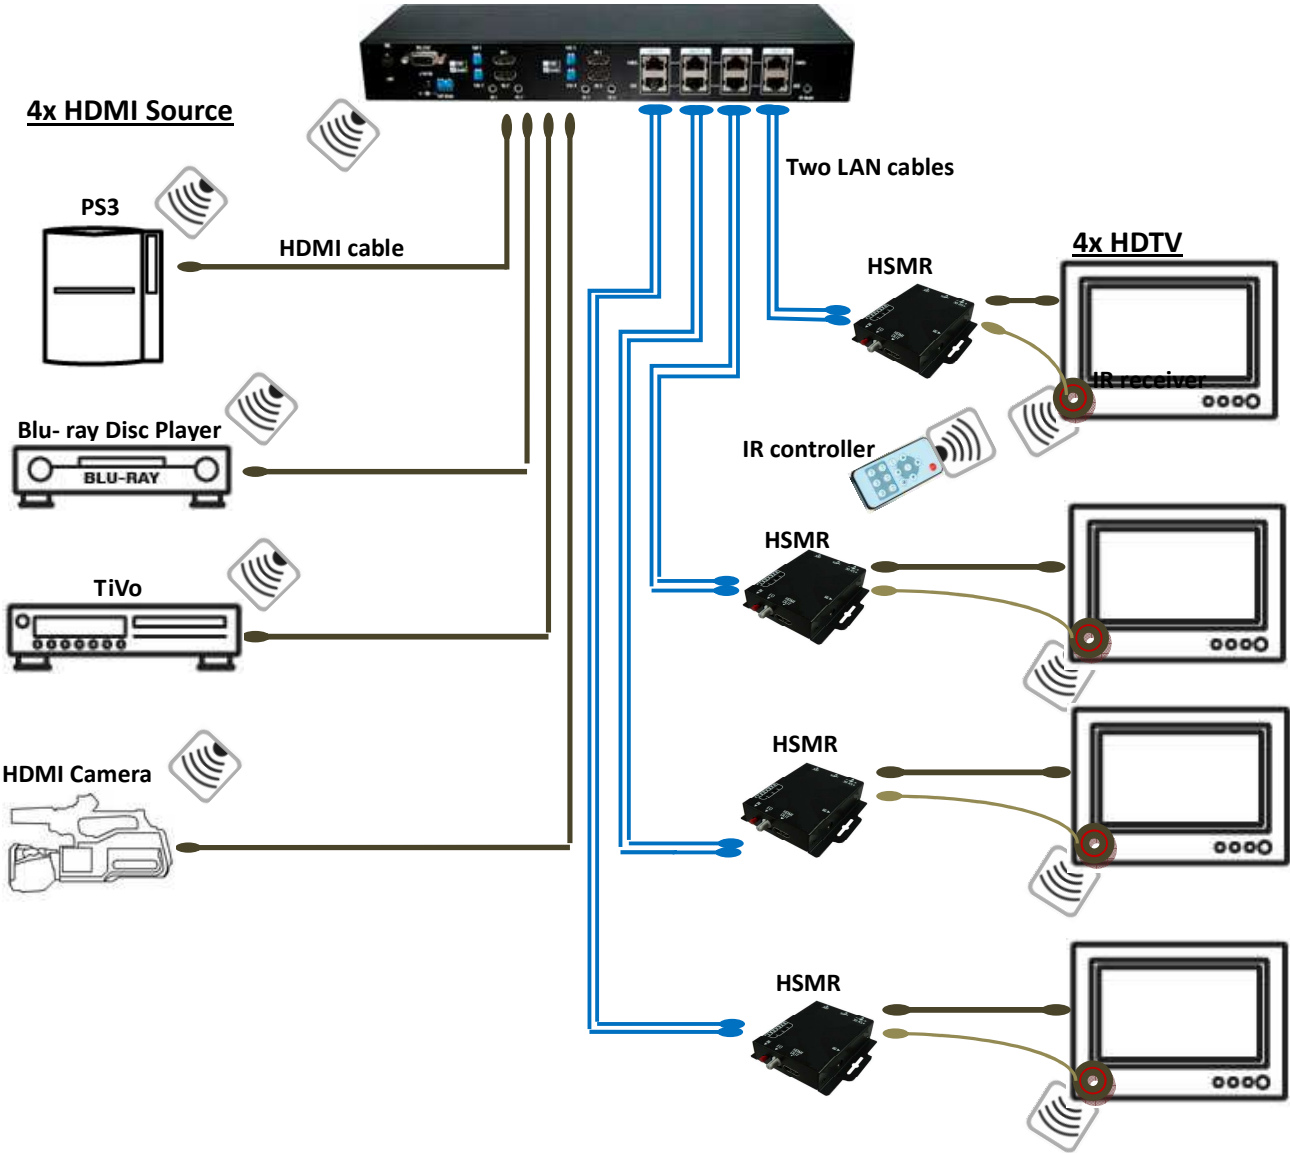 4x HDMI Source
Two LAN cables
PS3
HDMI cable
4x HDTV
HSMR
IR receiver
Blu- ray Disc Player
BLU-RAY
IR controller
HSMR
TiVo
HSMR
HDMI Camera
HSMR